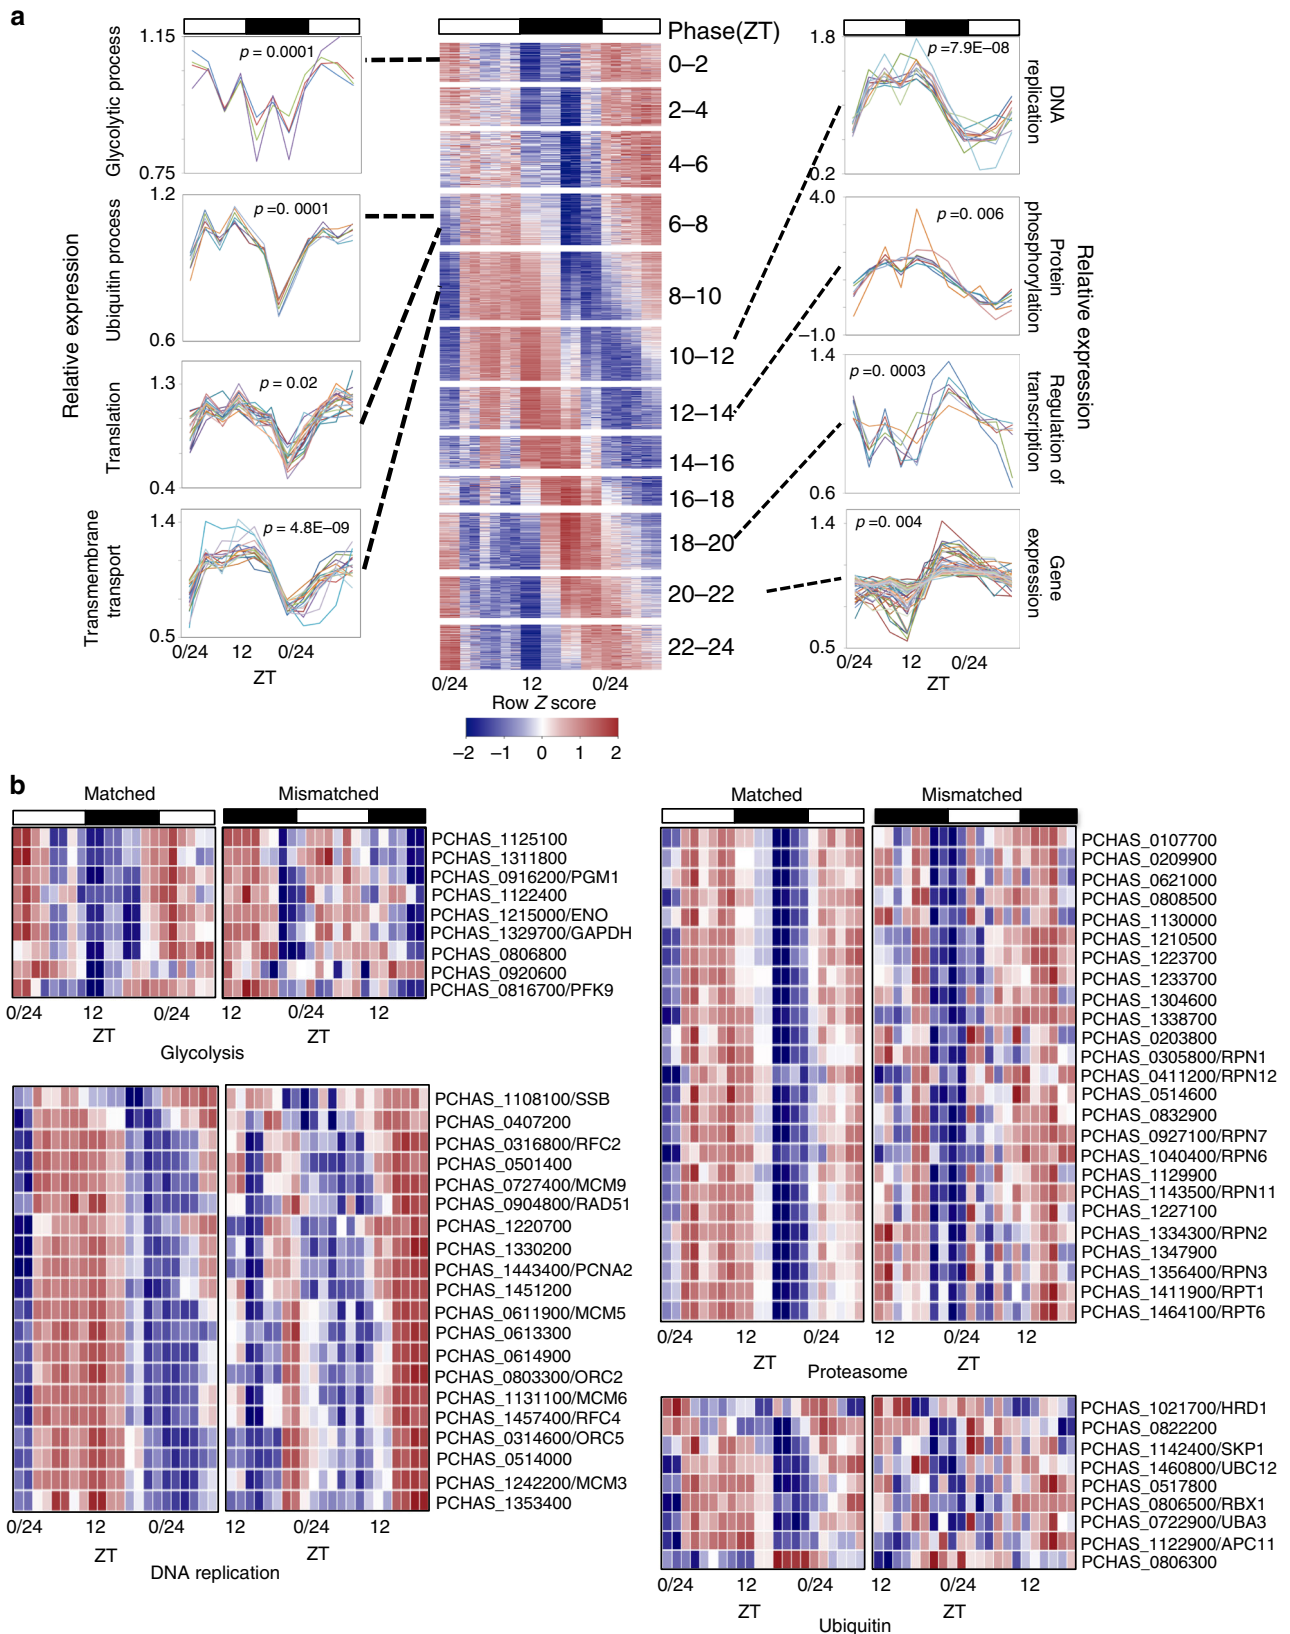 a
Phase(ZT)
1.15
p = 0.0001
0.75
Glycolytic process
1.2
p =0. 0001
0.6
Ubiquitin process
1.3
p = 0.02
0.4
Translation
1.4
p = 4.8E–09
0.5
Transmembrane
transport
Relative expression
0/24 12 0/24
ZT
0–2
2–4
4–6
6–8
8–10
10–12
12–14
14–16
16–18
18–20
20–22
22–24
0/24 12 0/24
Row Z score
–2 –1 0 1 2
1.8
p =7.9E–08
0.2
DNA
replication
4.0
p =0. 006
–1.0
Protein
phosphorylation
1.4
p =0. 0003
0.6
Regulation of
transcription
1.4
p =0. 004
0.5
Gene
expression
Relative expression
0/24 12 0/24
ZT
b
Matched Mismatched
PCHAS_1125100
PCHAS_1311800
PCHAS_0916200/PGM1
PCHAS_1122400
PCHAS_1215000/ENO
PCHAS_1329700/GAPDH
PCHAS_0806800
PCHAS_0920600
PCHAS_0816700/PFK9
0/24 12 0/24 12 0/24 12
ZT ZT
Glycolysis
PCHAS_1108100/SSB
PCHAS_0407200
PCHAS_0316800/RFC2
PCHAS_0501400
PCHAS_0727400/MCM9
PCHAS_0904800/RAD51
PCHAS_1220700
PCHAS_1330200
PCHAS_1443400/PCNA2
PCHAS_1451200
PCHAS_0611900/MCM5
PCHAS_0613300
PCHAS_0614900
PCHAS_0803300/ORC2
PCHAS_1131100/MCM6
PCHAS_1457400/RFC4
PCHAS_0314600/ORC5
PCHAS_0514000
PCHAS_1242200/MCM3
PCHAS_1353400
0/24 12 0/24 12 0/24 12
ZT ZT
DNA replication
Matched Mismatched
PCHAS_0107700
PCHAS_0209900
PCHAS_0621000
PCHAS_0808500
PCHAS_1130000
PCHAS_1210500
PCHAS_1223700
PCHAS_1233700
PCHAS_1304600
PCHAS_1338700
PCHAS_0203800
PCHAS_0305800/RPN1
PCHAS_0411200/RPN12
PCHAS_0514600
PCHAS_0832900
PCHAS_0927100/RPN7
PCHAS_1040400/RPN6
PCHAS_1129900
PCHAS_1143500/RPN11
PCHAS_1227100
PCHAS_1334300/RPN2
PCHAS_1347900
PCHAS_1356400/RPN3
PCHAS_1411900/RPT1
PCHAS_1464100/RPT6
0/24 12 0/24 12 0/24 12
ZT ZT
Proteasome
PCHAS_1021700/HRD1
PCHAS_0822200
PCHAS_1142400/SKP1
PCHAS_1460800/UBC12
PCHAS_0517800
PCHAS_0806500/RBX1
PCHAS_0722900/UBA3
PCHAS_1122900/APC11
PCHAS_0806300
0/24 12 0/24 12 0/24 12
ZT ZT
Ubiquitin